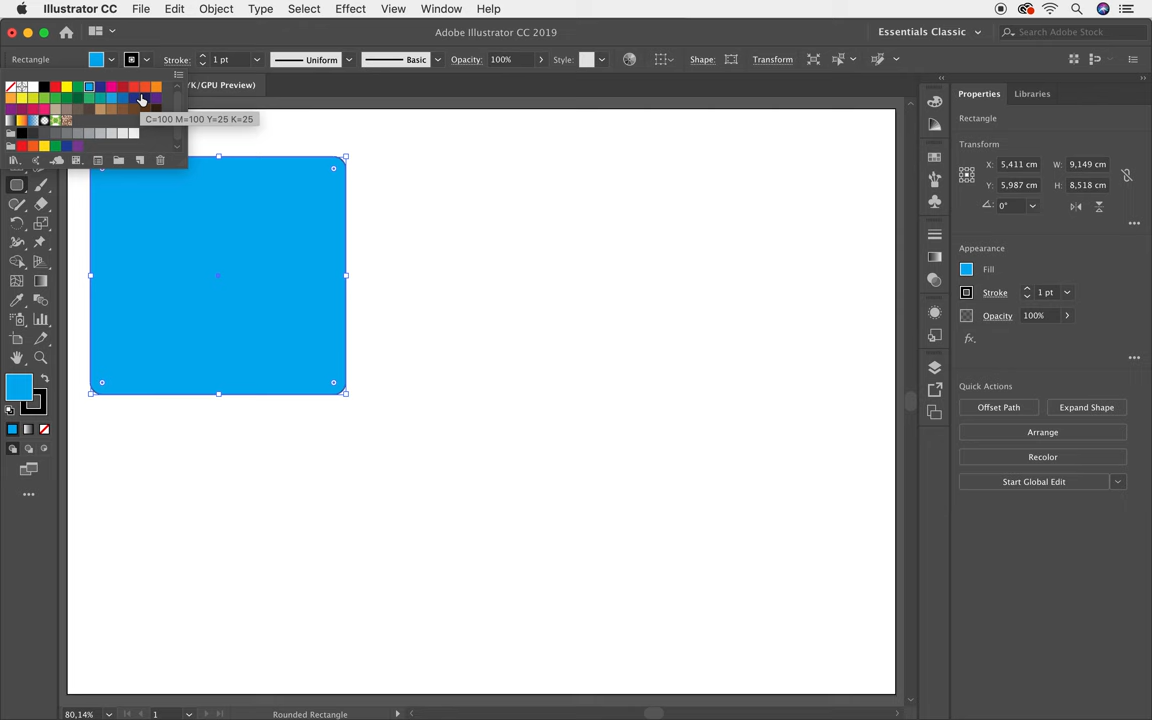 Illustrator CC File Edit Object Type Select Effect View Window Help
Adobe Illustrator CC 2019
Essentials Classic
Search Adobe Stock
Rectangle
Stroke:
1 pt
Uniform
Basic
Opacity:
100%
Style:
Shape:
Transform
YK/GPU Preview)
C=100 M=100 Y=25 K=25
Properties
Libraries
Rectangle
Transform
X:
5,411 cm
W:
9,149 cm
Y:
5,987 cm
H:
8,518 cm
0°
Appearance
Fill
Stroke
1 pt
Opacity
100%
fx.
Quick Actions
Offset Path
Expand Shape
Arrange
Recolor
Start Global Edit
80,14%
1
Rounded Rectangle